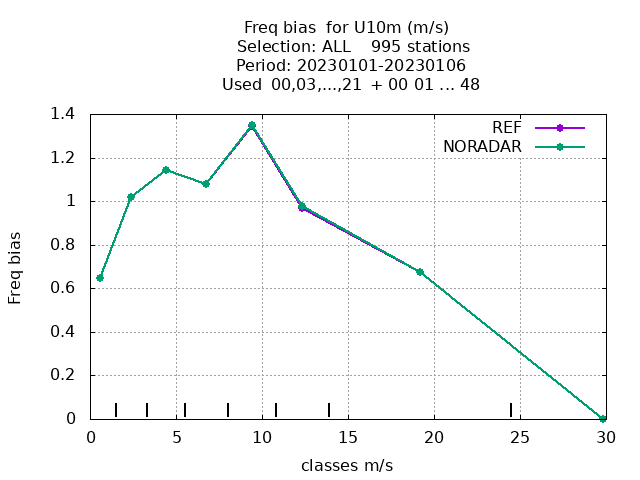 Freq bias  for U10m (m/s)
Selection: ALL    995 stations
Period: 20230101-20230106
Used  00,03,...,21  + 00 01 ... 48
REF
NORADAR
1.4
1.2
1
0.8
0.6
0.4
0.2
0
Freq bias
0 5 10 15 20 25 30
classes m/s